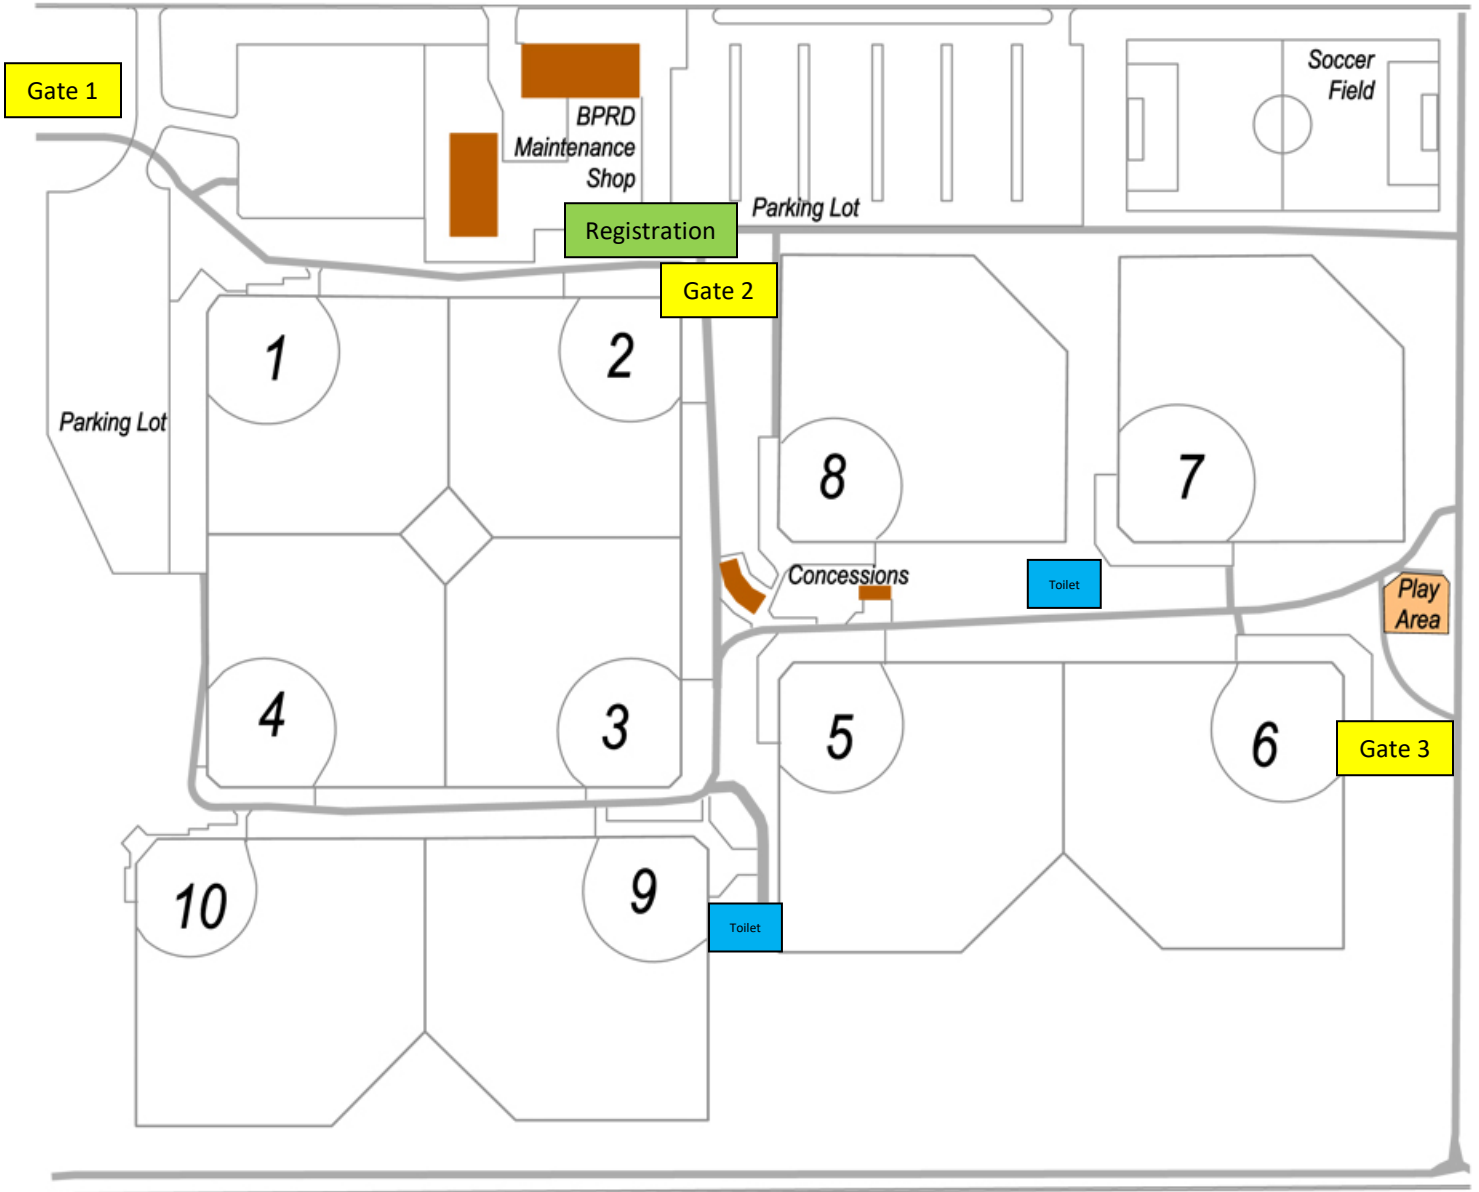 Soccer
Field
Gate 1
BPRD
Maintenance
Shop
Parking Lot
Registration
Gate 2
1
2
Parking Lot
8
7
Concessions
Toilet
Play
Area
4
3
5
6
Gate 3
10
9
Toilet